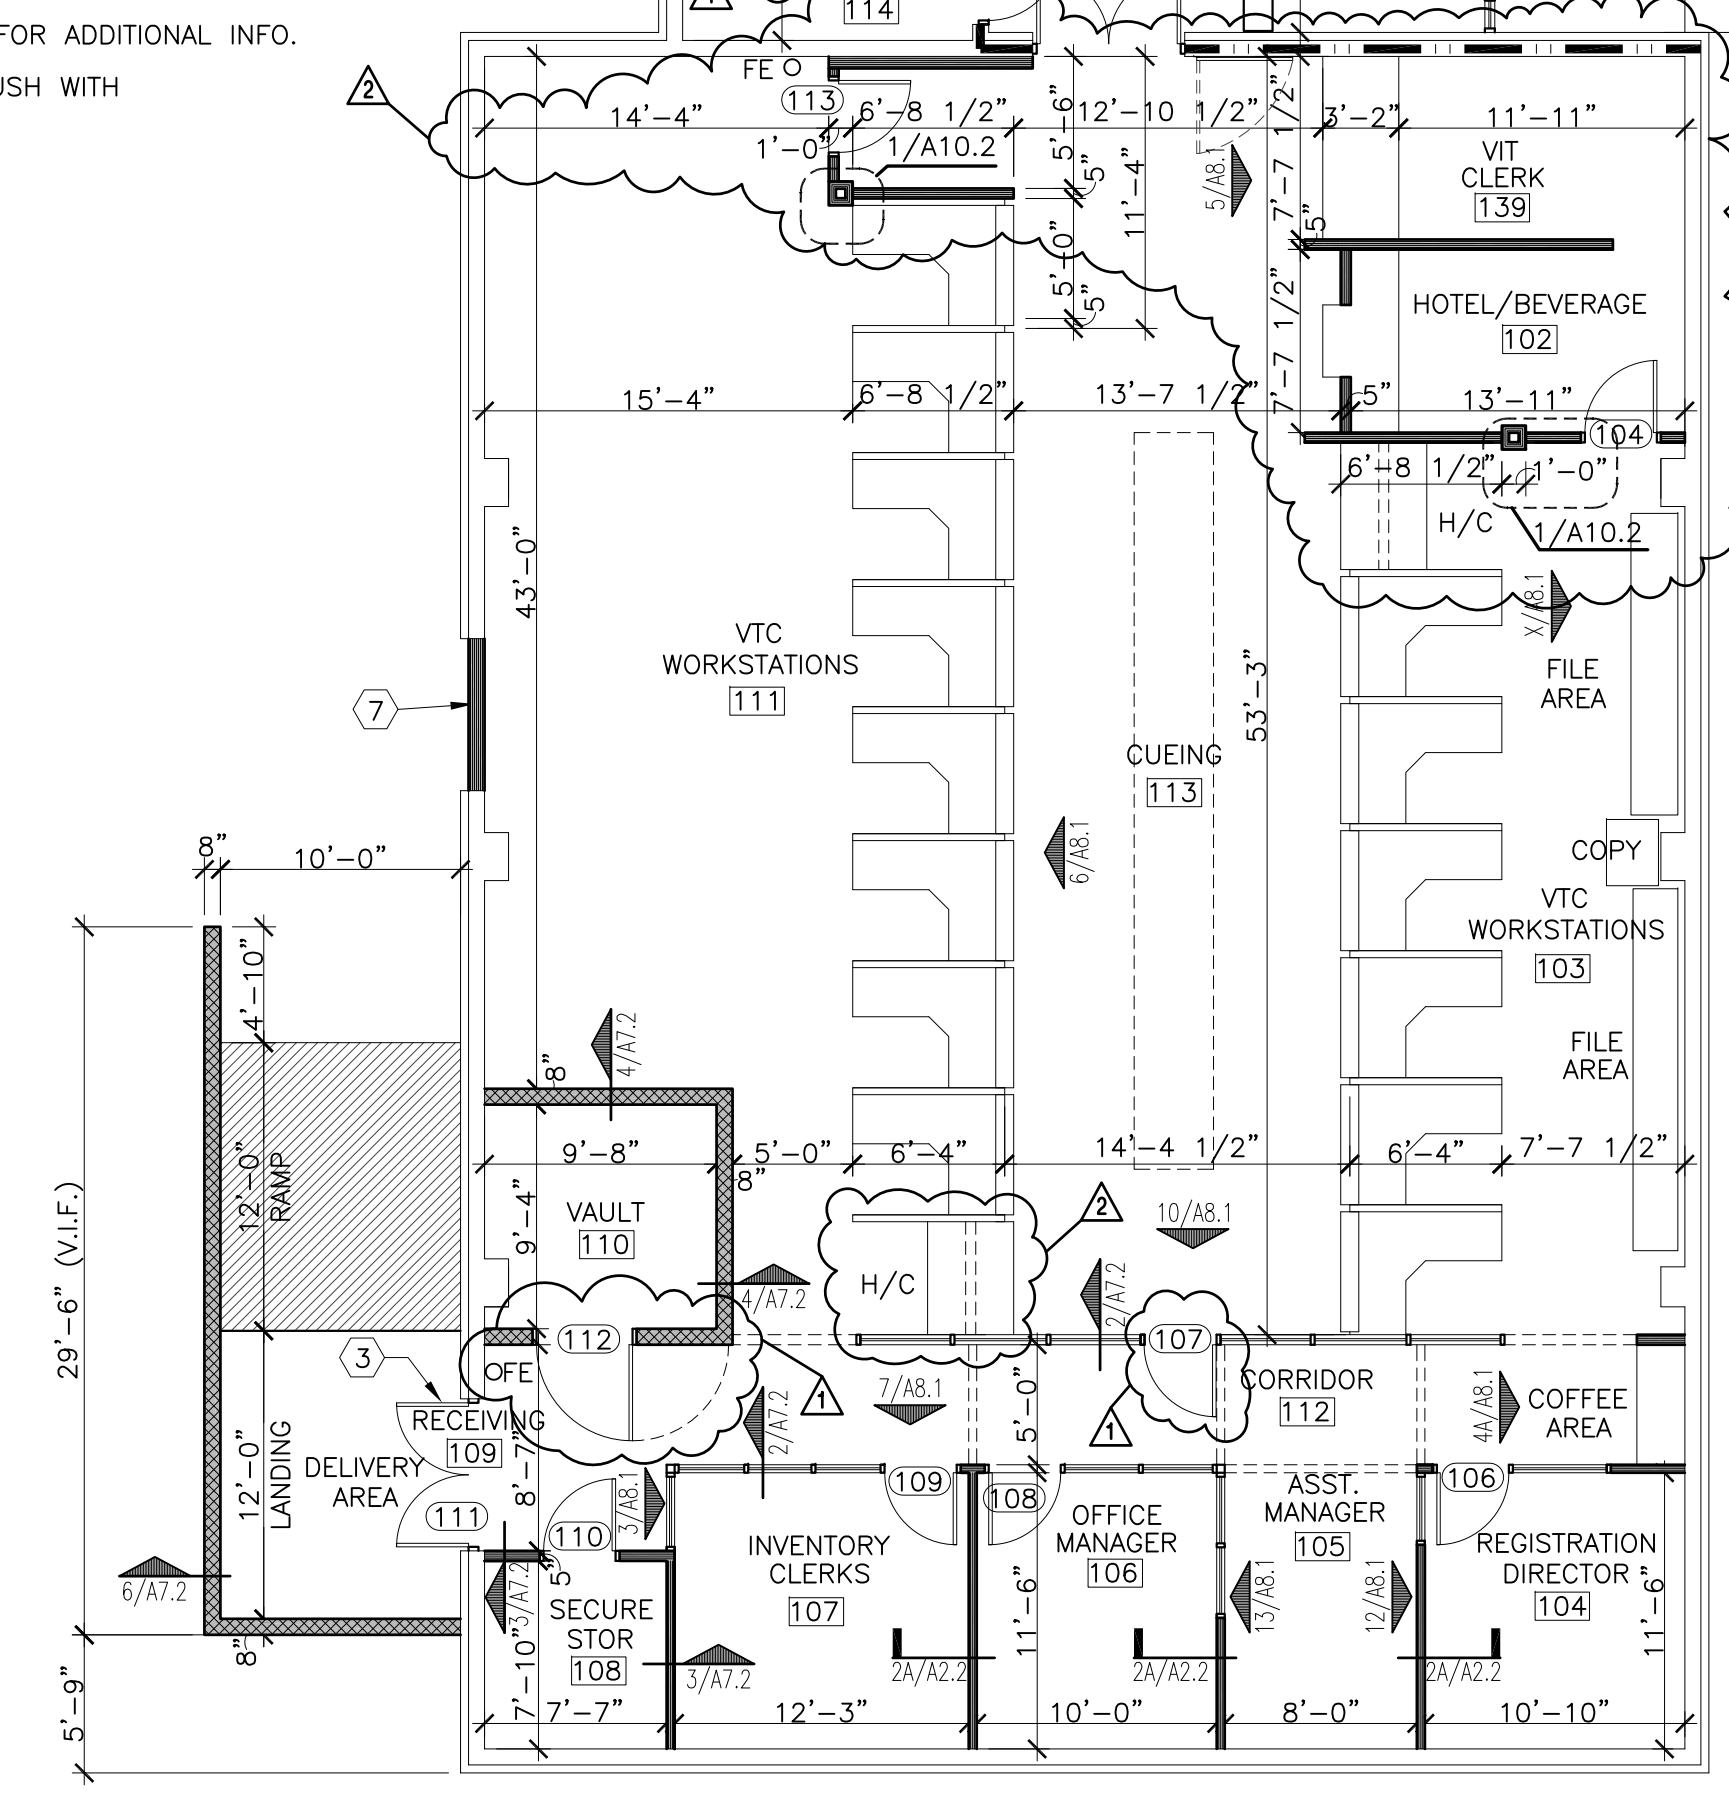 FOR ADDITIONAL INFO.
USH WITH
114
2
FE
113
14'-4"
6'-8 1/2"
12'-10 1/2"
3'-2"
11'-11"
1'-0"
1/A10.2
5'-6"
5"
11'-4"
5'-0"
5"
5/A8.1
7'-7 1/2"
5"
7'-7 1/2"
VIT
CLERK
139
HOTEL/BEVERAGE
102
15'-4"
6'-8 1/2"
13'-7 1/2"
5"
13'-11"
104
6'-8 1/2"
1'-0"
H/C
1/A10.2
43'-0"
X/A8.1
VTC
WORKSTATIONS
111
FILE
AREA
53'-3"
7
CUEING
113
6/A8.1
COPY
8"
10'-0"
VTC
WORKSTATIONS
103
4'-10"
4/A7.2
8"
FILE
AREA
9'-8"
5'-0"
6'-4"
14'-4 1/2"
6'-4"
7'-7 1/2"
8"
12'-0"
RAMP
29'-6" (V.I.F.)
9'-4"
VAULT
110
2
10/A8.1
4/A7.2
H/C
2/A7.2
112
107
3
FE
1
7/A8.1
5'-0"
1
CORRIDOR
112
4A/A8.1
COFFEE
AREA
RECEIVING
109
2/A7.2
12'-0"
LANDING
DELIVERY
AREA
8'-7"
109
108
106
111
110
3/A8.1
ASST.
MANAGER
105
OFFICE
MANAGER
106
INVENTORY
CLERKS
107
REGISTRATION
DIRECTOR
104
6/A7.2
3/A7.2
5"
SECURE
STOR
108
11'-6"
13/A8.1
12/A8.1
11'-6"
8"
3/A7.2
2A/A2.2
2A/A2.2
2A/A2.2
5'-9"
7'-10"
7'-7"
12'-3"
10'-0"
8'-0"
10'-10"